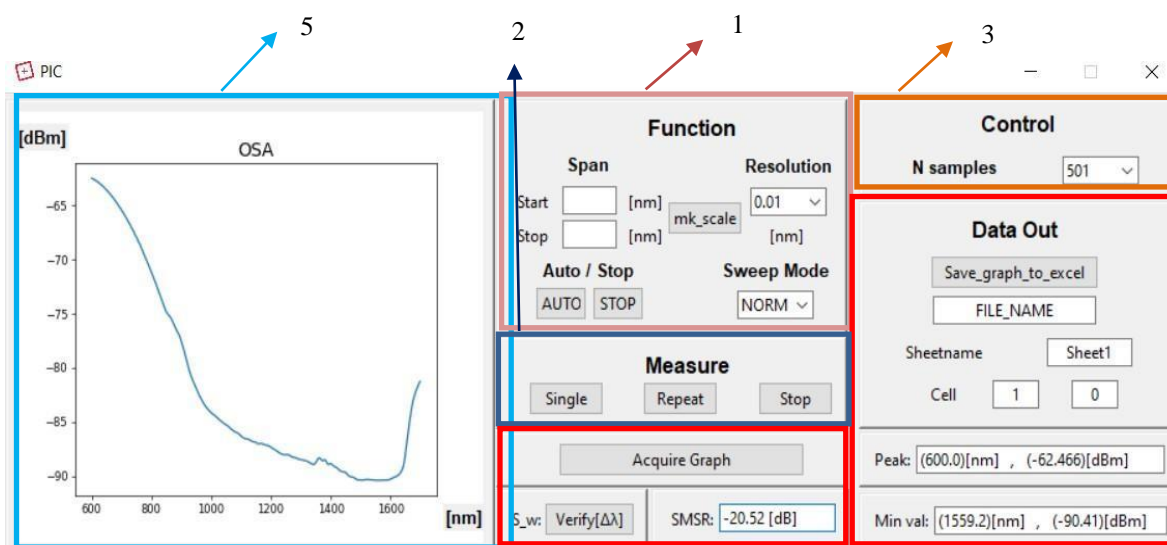 5
2
1
3
PIC
[dBm]
OSA
−65
−70
−75
−80
−85
−90
600 800 1000 1200 1400 1600
[nm]
Function
Span Resolution
Start [nm] mk_scale 0.01
Stop [nm] [nm]
Auto / Stop Sweep Mode
AUTO STOP NORM
Measure
Single Repeat Stop
Acquire Graph
S_w: Verify[Δλ] SMSR: -20.52 [dB]
Control
N samples 501
Data Out
Save_graph_to_excel
FILE_NAME
Sheetname Sheet1
Cell 1 0
Peak: (600.0)[nm] , (-62.466)[dBm]
Min val: (1559.2)[nm] , (-90.41)[dBm]